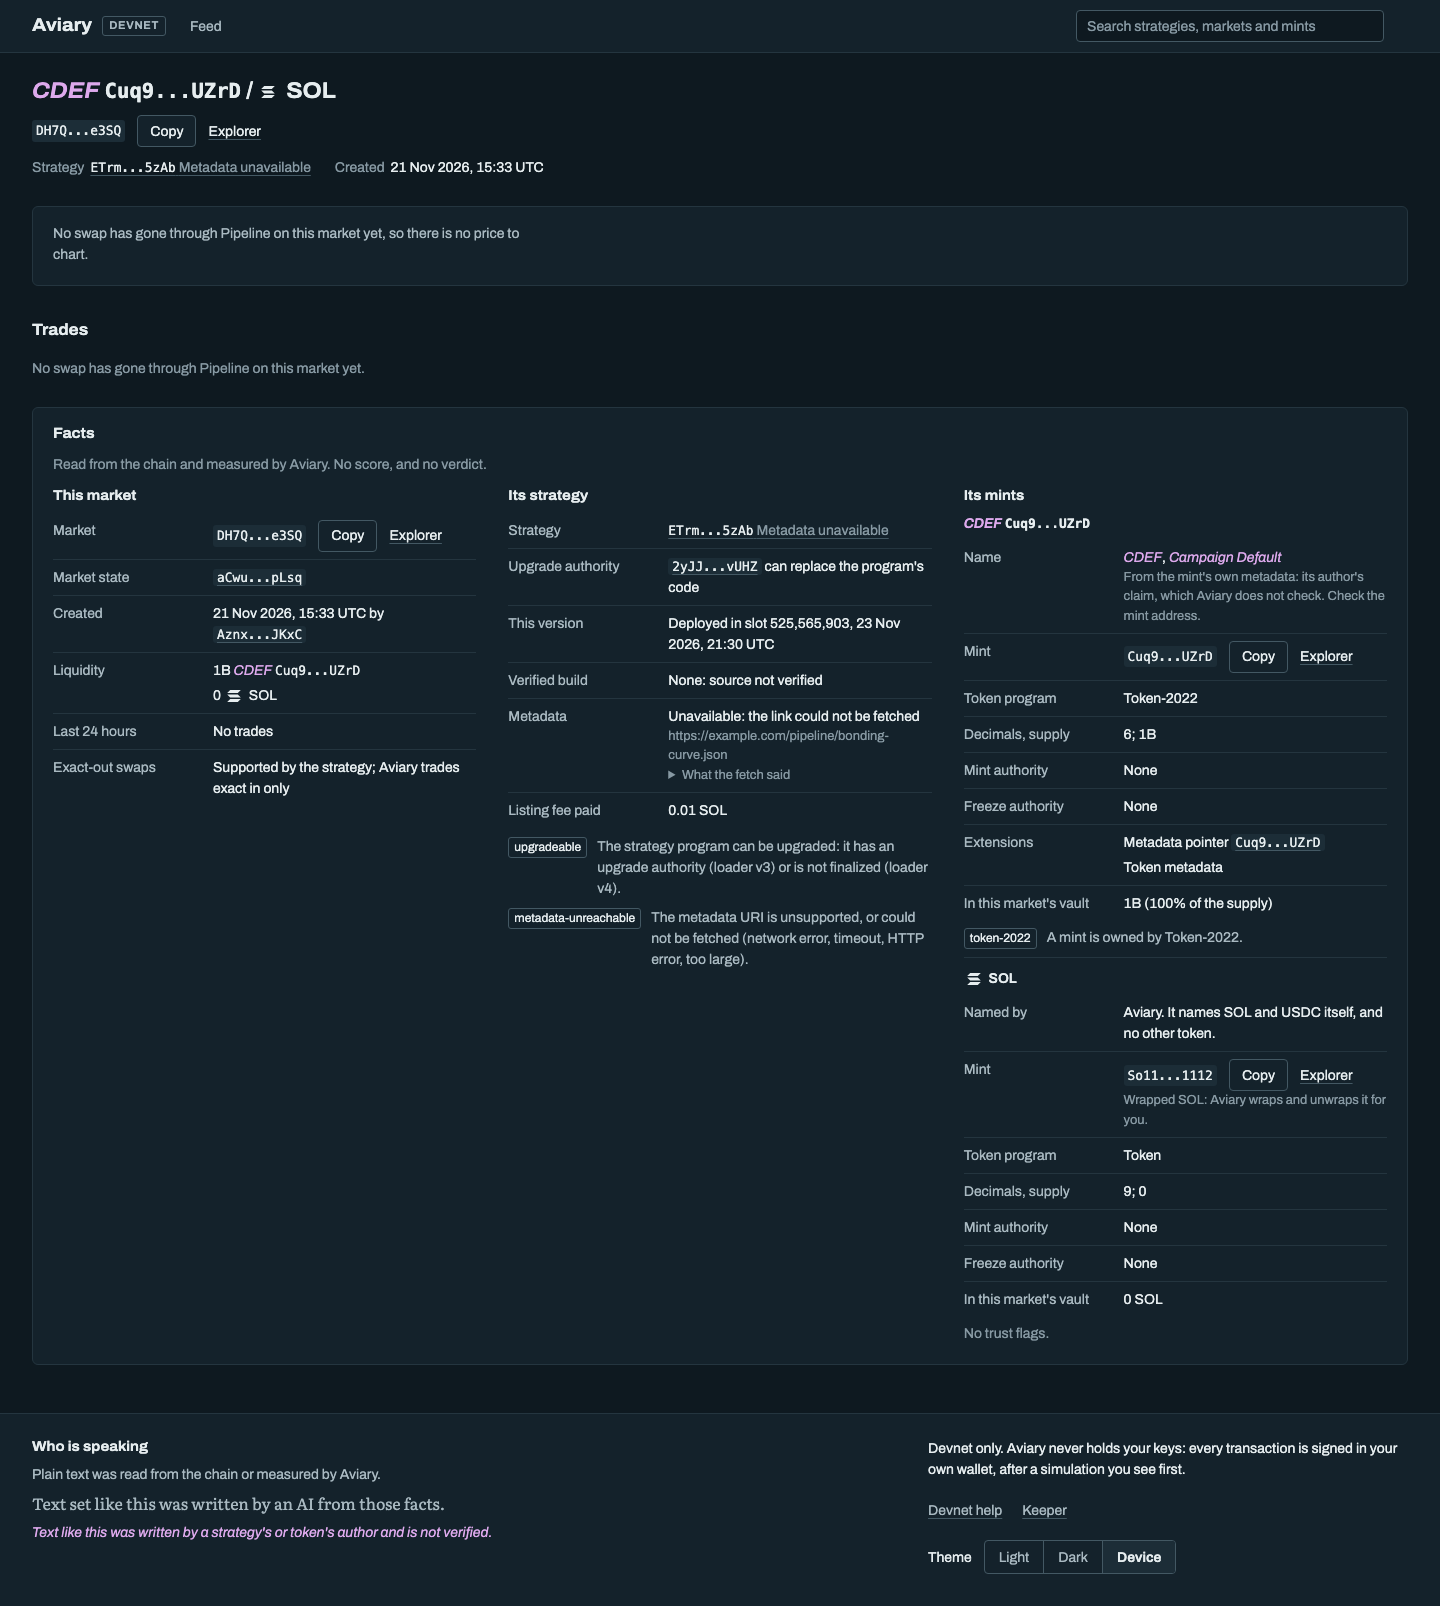 Aviary DEVNET Feed Search strategies, markets and mints
CDEF Cuq9...UZrD / SOL
DH7Q...e3SQ Copy Explorer
Strategy ETrm...5zAb Metadata unavailable Created 21 Nov 2026, 15:33 UTC
No swap has gone through Pipeline on this market yet, so there is no price to
chart.
Trades
No swap has gone through Pipeline on this market yet.
Facts
Read from the chain and measured by Aviary. No score, and no verdict.
This market
Market DH7Q...e3SQ Copy Explorer
Market state aCwu...pLsq
Created 21 Nov 2026, 15:33 UTC by
Aznx...JKxC
Liquidity 1B CDEF Cuq9...UZrD
0 SOL
Last 24 hours No trades
Exact-out swaps Supported by the strategy; Aviary trades
exact in only
Its strategy
Strategy ETrm...5zAb Metadata unavailable
Upgrade authority 2yJJ...vUHZ can replace the program's
code
This version Deployed in slot 525,565,903, 23 Nov
2026, 21:30 UTC
Verified build None: source not verified
Metadata Unavailable: the link could not be fetched
https://example.com/pipeline/bonding-
curve.json
▶ What the fetch said
Listing fee paid 0.01 SOL
upgradeable The strategy program can be upgraded: it has an
upgrade authority (loader v3) or is not finalized (loader
v4).
metadata-unreachable The metadata URI is unsupported, or could
not be fetched (network error, timeout, HTTP
error, too large).
Its mints
CDEF Cuq9...UZrD
Name CDEF, Campaign Default
From the mint's own metadata: its author's
claim, which Aviary does not check. Check the
mint address.
Mint Cuq9...UZrD Copy Explorer
Token program Token-2022
Decimals, supply 6; 1B
Mint authority None
Freeze authority None
Extensions Metadata pointer Cuq9...UZrD
Token metadata
In this market's vault 1B (100% of the supply)
token-2022 A mint is owned by Token-2022.
SOL
Named by Aviary. It names SOL and USDC itself, and
no other token.
Mint So11...1112 Copy Explorer
Wrapped SOL: Aviary wraps and unwraps it for
you.
Token program Token
Decimals, supply 9; 0
Mint authority None
Freeze authority None
In this market's vault 0 SOL
No trust flags.
Who is speaking
Plain text was read from the chain or measured by Aviary.
Text set like this was written by an AI from those facts.
Text like this was written by a strategy's or token's author and is not verified.
Devnet only. Aviary never holds your keys: every transaction is signed in your
own wallet, after a simulation you see first.
Devnet help Keeper
Theme Light Dark Device